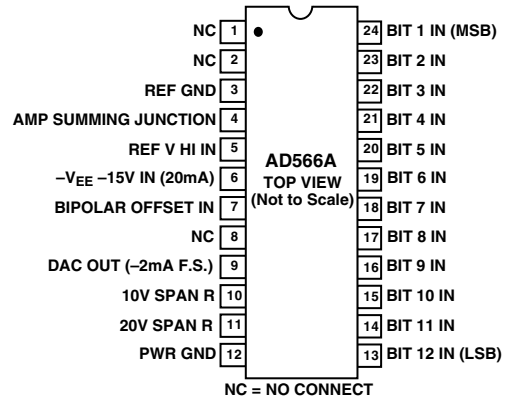 NC 1 24 BIT 1 IN (MSB)
NC 2 23 BIT 2 IN
REF GND 3 22 BIT 3 IN
AMP SUMMING JUNCTION 4 21 BIT 4 IN
REF V HI IN 5 20 BIT 5 IN
–VEE –15V IN (20mA) 6 19 BIT 6 IN
BIPOLAR OFFSET IN 7 18 BIT 7 IN
NC 8 17 BIT 8 IN
DAC OUT (–2mA F.S.) 9 16 BIT 9 IN
10V SPAN R 10 15 BIT 10 IN
20V SPAN R 11 14 BIT 11 IN
PWR GND 12 13 BIT 12 IN (LSB)
AD566A
TOP VIEW
(Not to Scale)
NC = NO CONNECT